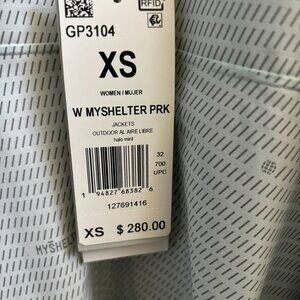 RFID
GP3104
XS
WOMEN / MUJER
W MYSHELTER PRK
JACKETS
OUTDOOR AL AIRE LIBRE
halo mint
32
700
UPC
1 94827 68382 6
127691416
XS $ 280.00
MYSHELTER